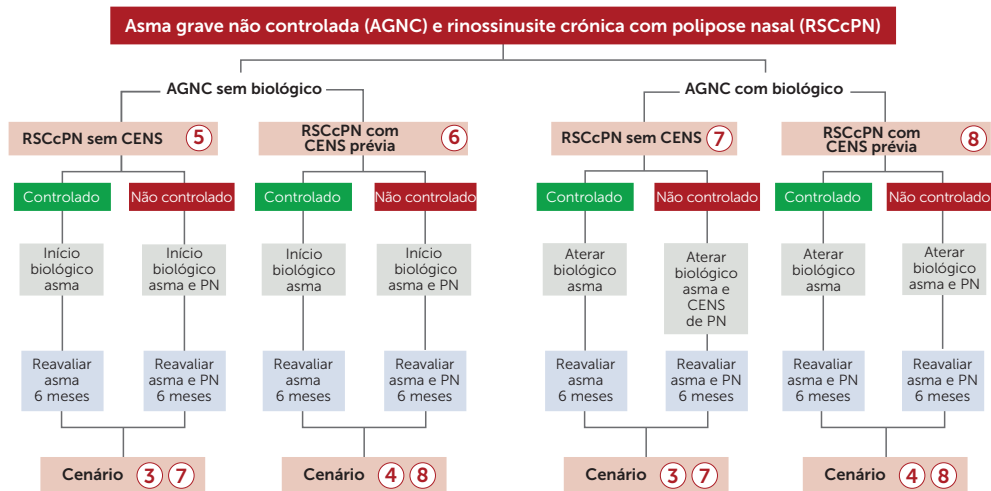 Asma grave não controlada (AGNC) e rinossinusite crónica com polipose nasal (RSCcPN)
AGNC sem biológico
AGNC com biológico
RSCcPN sem CENS 5
RSCcPN com
CENS prévia 6
RSCcPN sem CENS 7
RSCcPN com
CENS prévia 8
Controlado
Não controlado
Controlado
Não controlado
Controlado
Não controlado
Controlado
Não controlado
Início
biológico
asma
Início
biológico
asma e PN
Início
biológico
asma
Início
biológico
asma e PN
Aterar
biológico
asma
Aterar
biológico
asma e
CENS
de PN
Aterar
biológico
asma
Aterar
biológico
asma e PN
Reavaliar
asma
6 meses
Reavaliar
asma e PN
6 meses
Reavaliar
asma
6 meses
Reavaliar
asma e PN
6 meses
Reavaliar
asma
6 meses
Reavaliar
asma e PN
6 meses
Reavaliar
asma e PN
6 meses
Reavaliar
asma e PN
6 meses
Cenário 3 7
Cenário 4 8
Cenário 3 7
Cenário 4 8